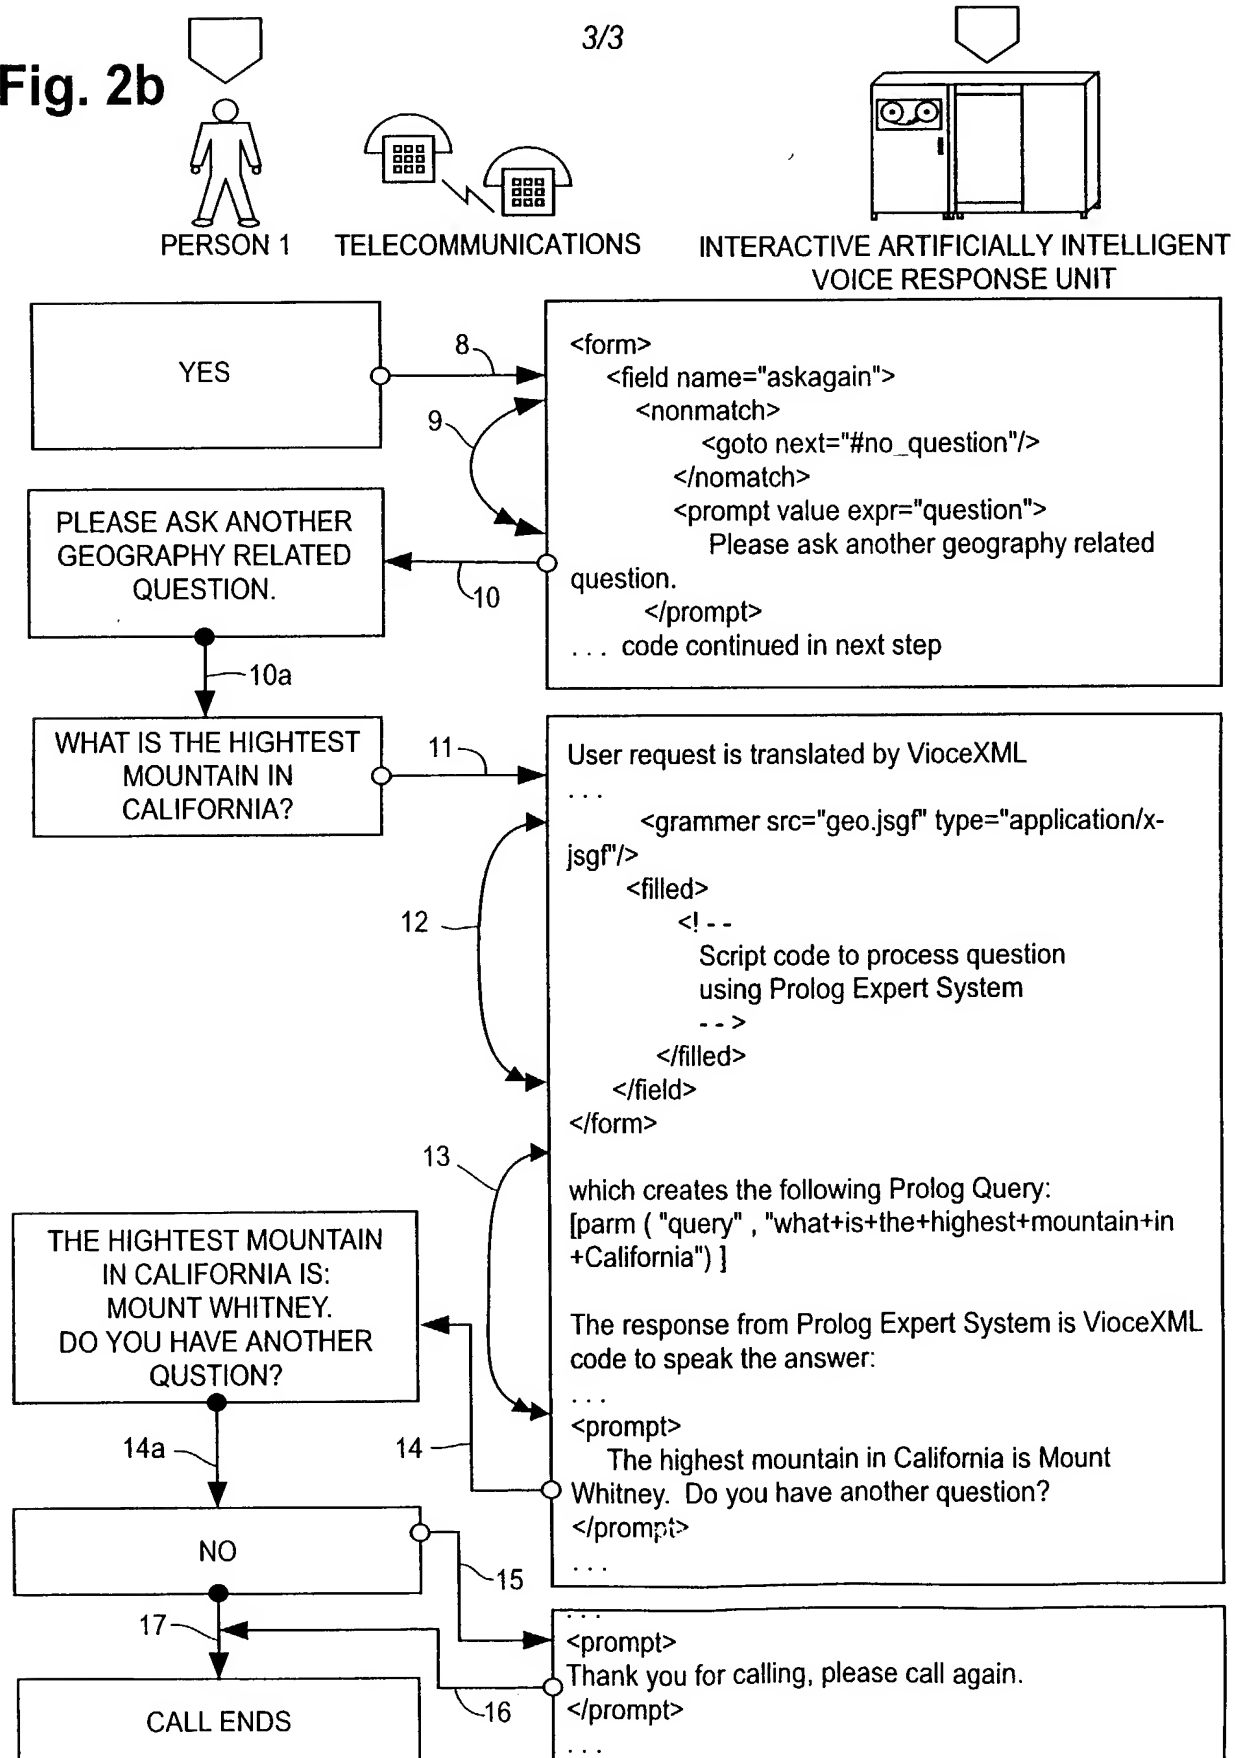 3/3
Fig. 2b
PERSON 1
TELECOMMUNICATIONS
INTERACTIVE ARTIFICIALLY INTELLIGENT
VOICE RESPONSE UNIT
YES
8
9
<form>
<field name="askagain">
<nonmatch>
<goto next="#no_question"/>
</nomatch>
<prompt value expr="question">
Please ask another geography related
question.
</prompt>
... code continued in next step
PLEASE ASK ANOTHER
GEOGRAPHY RELATED
QUESTION.
10
10a
WHAT IS THE HIGHTEST
MOUNTAIN IN
CALIFORNIA?
11
User request is translated by VioceXML
...
<grammer src="geo.jsgf" type="application/x-
jsgf"/>
<filled>
<! - -
Script code to process question
using Prolog Expert System
- - >
</filled>
</field>
</form>
12
13
which creates the following Prolog Query:
[parm ( "query" , "what+is+the+highest+mountain+in
+California") ]
The response from Prolog Expert System is VioceXML
code to speak the answer:
...
<prompt>
The highest mountain in California is Mount
Whitney. Do you have another question?
</prompt>
...
THE HIGHTEST MOUNTAIN
IN CALIFORNIA IS:
MOUNT WHITNEY.
DO YOU HAVE ANOTHER
QUSTION?
14a
14
NO
15
17
16
...
<prompt>
Thank you for calling, please call again.
</prompt>
...
CALL ENDS